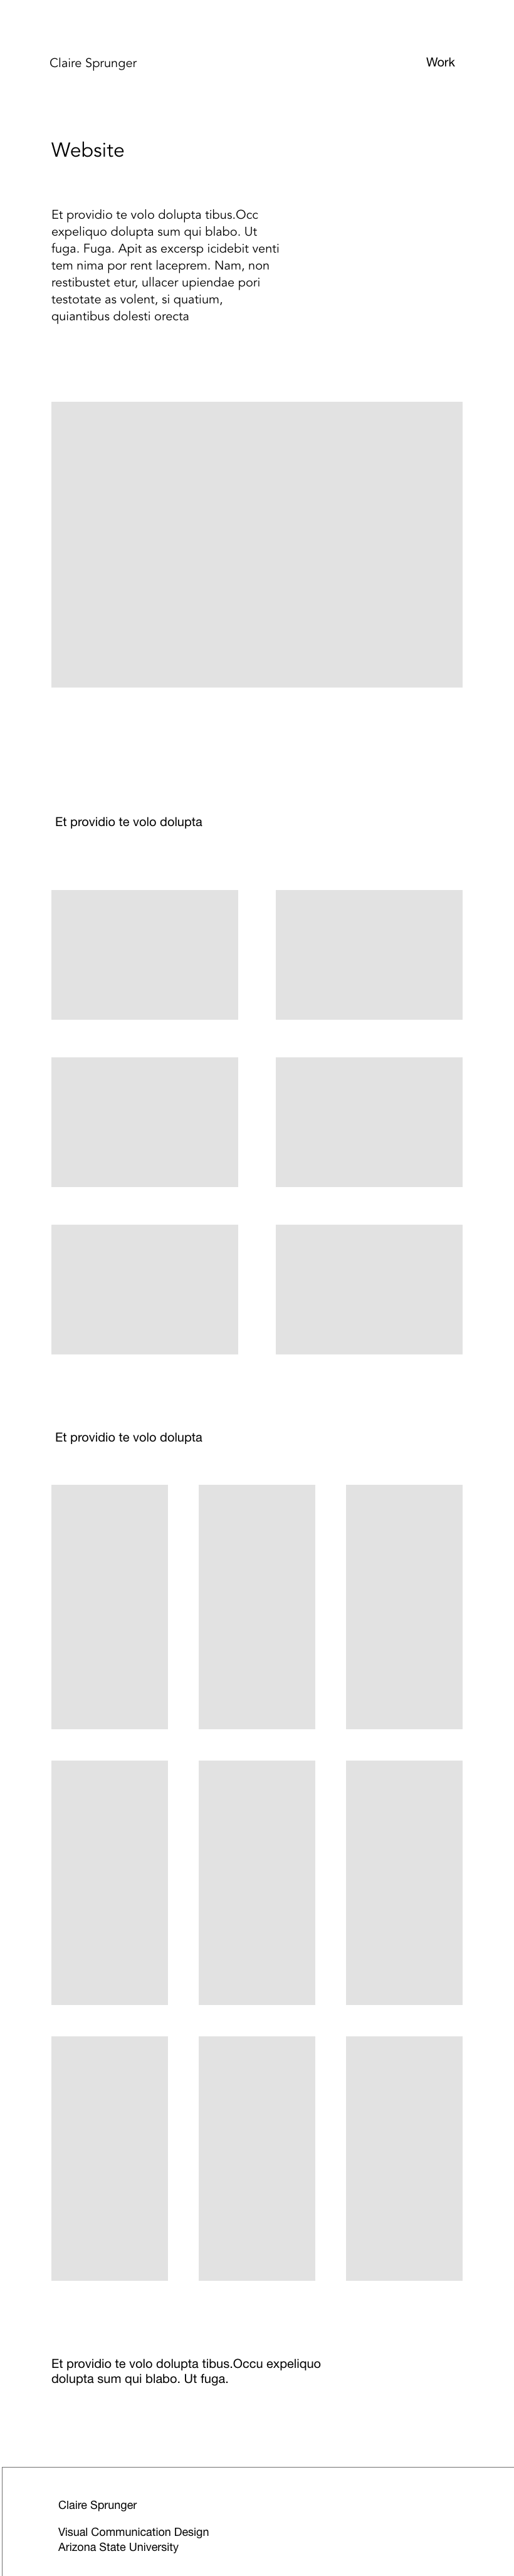 Claire Sprunger
Work
Website
Et providio te volo dolupta tibus.Occ
expeliquo dolupta sum qui blabo. Ut
fuga. Fuga. Apit as excersp icidebit venti
tem nima por rent laceprem. Nam, non
restibustet etur, ullacer upiendae pori
testotate as volent, si quatium,
quiantibus dolesti orecta
Et providio te volo dolupta
Et providio te volo dolupta
Et providio te volo dolupta tibus.Occu expeliquo
dolupta sum qui blabo. Ut fuga.
Claire Sprunger
Visual Communication Design
Arizona State University